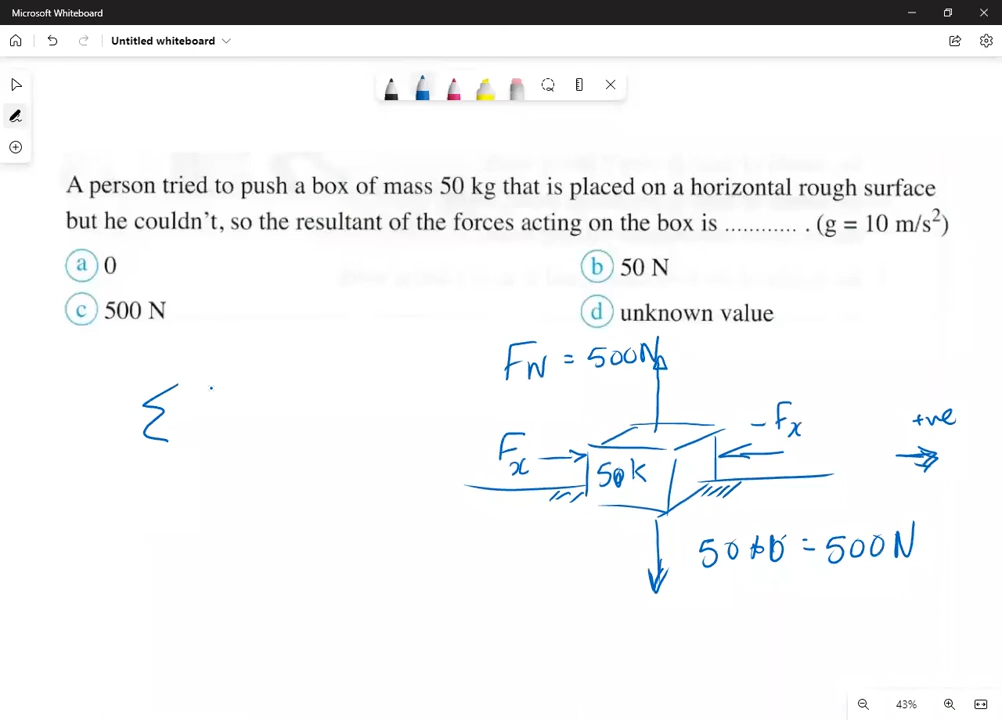 Microsoft Whiteboard
Untitled whiteboard
A person tried to push a box of mass 50 kg that is placed on a horizontal rough surface
but he couldn't, so the resultant of the forces acting on the box is ............ . (g = 10 m/s²)
a 0
b 50 N
c 500 N
d unknown value
FN = 500N
Σ
Fx
50k
-Fx
+ve
50*10 = 500N
43%